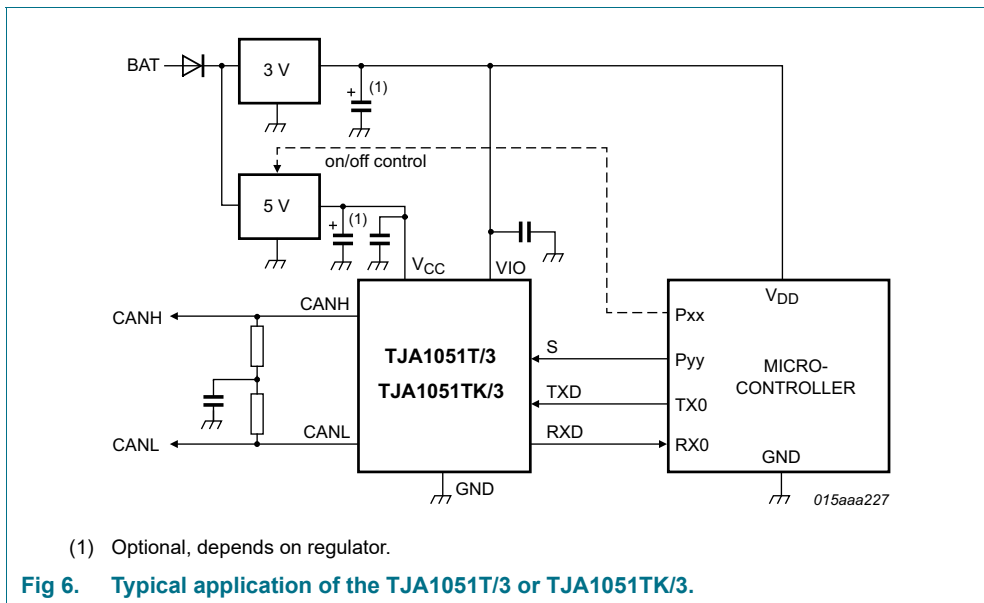 BAT
3 V
(1)
+
on/off control
5 V
(1)
+
VCC
VIO
VDD
CANH
CANH
Pxx
TJA1051T/3
TJA1051TK/3
S
Pyy
MICRO-
CONTROLLER
TXD
TX0
CANL
CANL
RXD
RX0
GND
GND
015aaa227
(1) Optional, depends on regulator.
Fig 6. Typical application of the TJA1051T/3 or TJA1051TK/3.